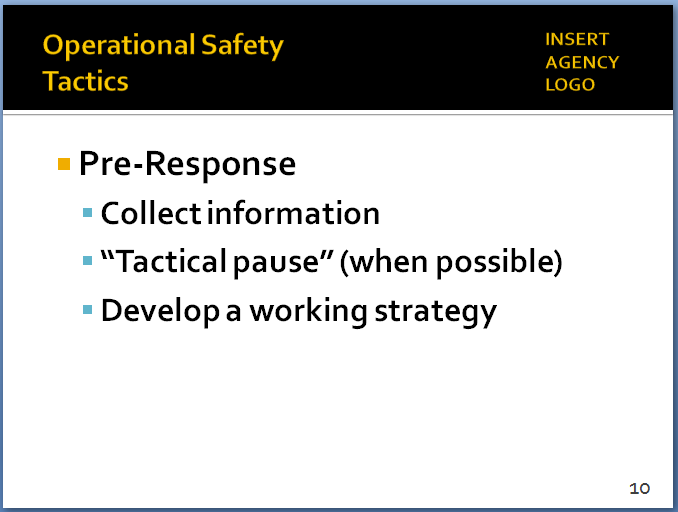 Operational Safety
Tactics
INSERT
AGENCY
LOGO
Pre-Response
Collect information
“Tactical pause” (when possible)
Develop a working strategy
10